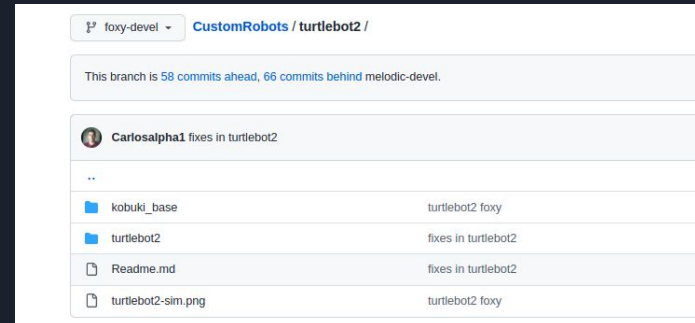 foxy-devel CustomRobots / turtlebot2 /
This branch is 58 commits ahead, 66 commits behind melodic-devel.
Carlosalpha1 fixes in turtlebot2
..
kobuki_base turtlebot2 foxy
turtlebot2 fixes in turtlebot2
Readme.md fixes in turtlebot2
turtlebot2-sim.png turtlebot2 foxy